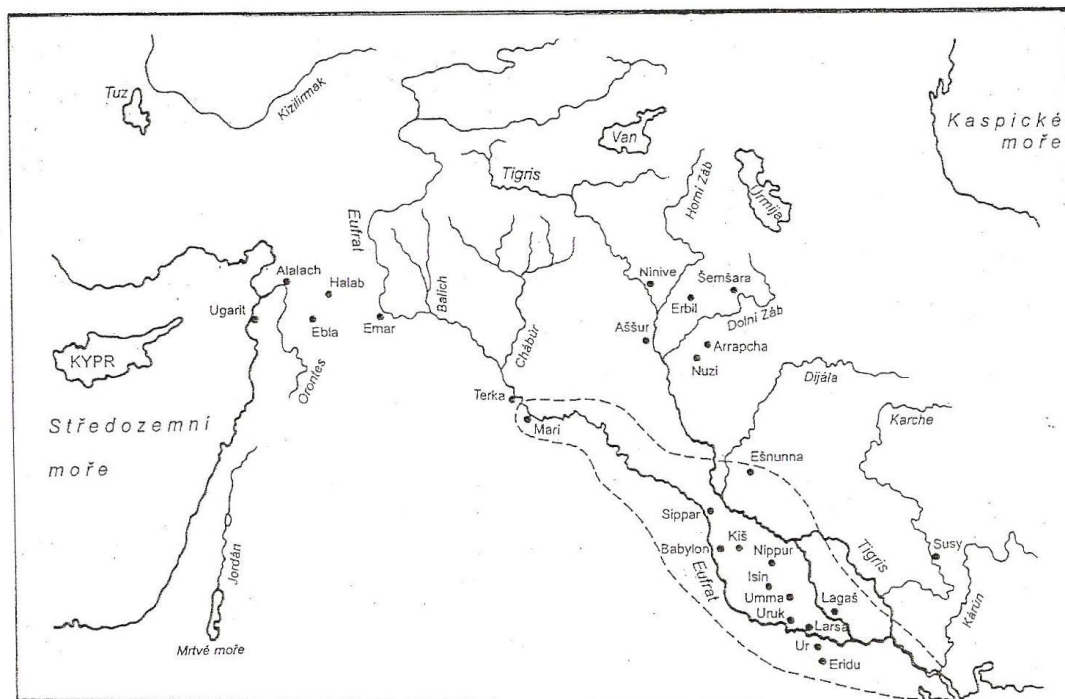 Tuz
Kizilirmak
Van
Kaspické
moře
Tigris
Horní Záb
Urmija
Eufrat
Balích
Chábúr
Alalach
Halab
Ninive
Šemšara
Erbil
Ugarit
Ebla
Emar
Dolní Záb
Aššur
Arrapcha
Nuzi
KYPR
Orontes
Dijála
Terka
Mari
Karche
Středozemní
moře
Ešnunna
Sippar
Babylon
Kiš
Nippur
Tigris
Susy
Eufrat
Isin
Umma
Lagaš
Uruk
Larsa
Kárún
Ur
Eridu
Jordán
Mrtvé moře